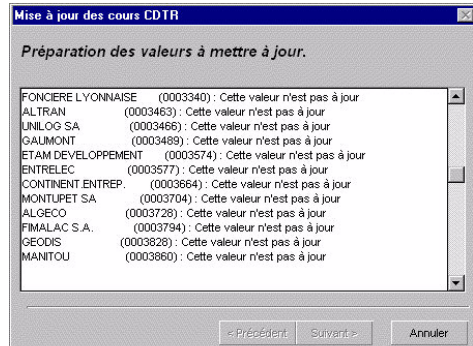 Mise à jour des cours CDTR
Préparation des valeurs à mettre à jour.
FONCIERE LYONNAISE (0003340) : Cette valeur n'est pas à jour
ALTRAN (0003463) : Cette valeur n'est pas à jour
UNILOG SA (0003466) : Cette valeur n'est pas à jour
GAUMONT (0003489) : Cette valeur n'est pas à jour
ETAM DEVELOPPEMENT (0003574) : Cette valeur n'est pas à jour
ENTRELEC (0003577) : Cette valeur n'est pas à jour
CONTINENT.ENTREP. (0003664) : Cette valeur n'est pas à jour
MONTUPET SA (0003704) : Cette valeur n'est pas à jour
ALGECO (0003728) : Cette valeur n'est pas à jour
FIMALAC S.A. (0003794) : Cette valeur n'est pas à jour
GEODIS (0003828) : Cette valeur n'est pas à jour
MANITOU (0003860) : Cette valeur n'est pas à jour
< Précédent Suivant > Annuler